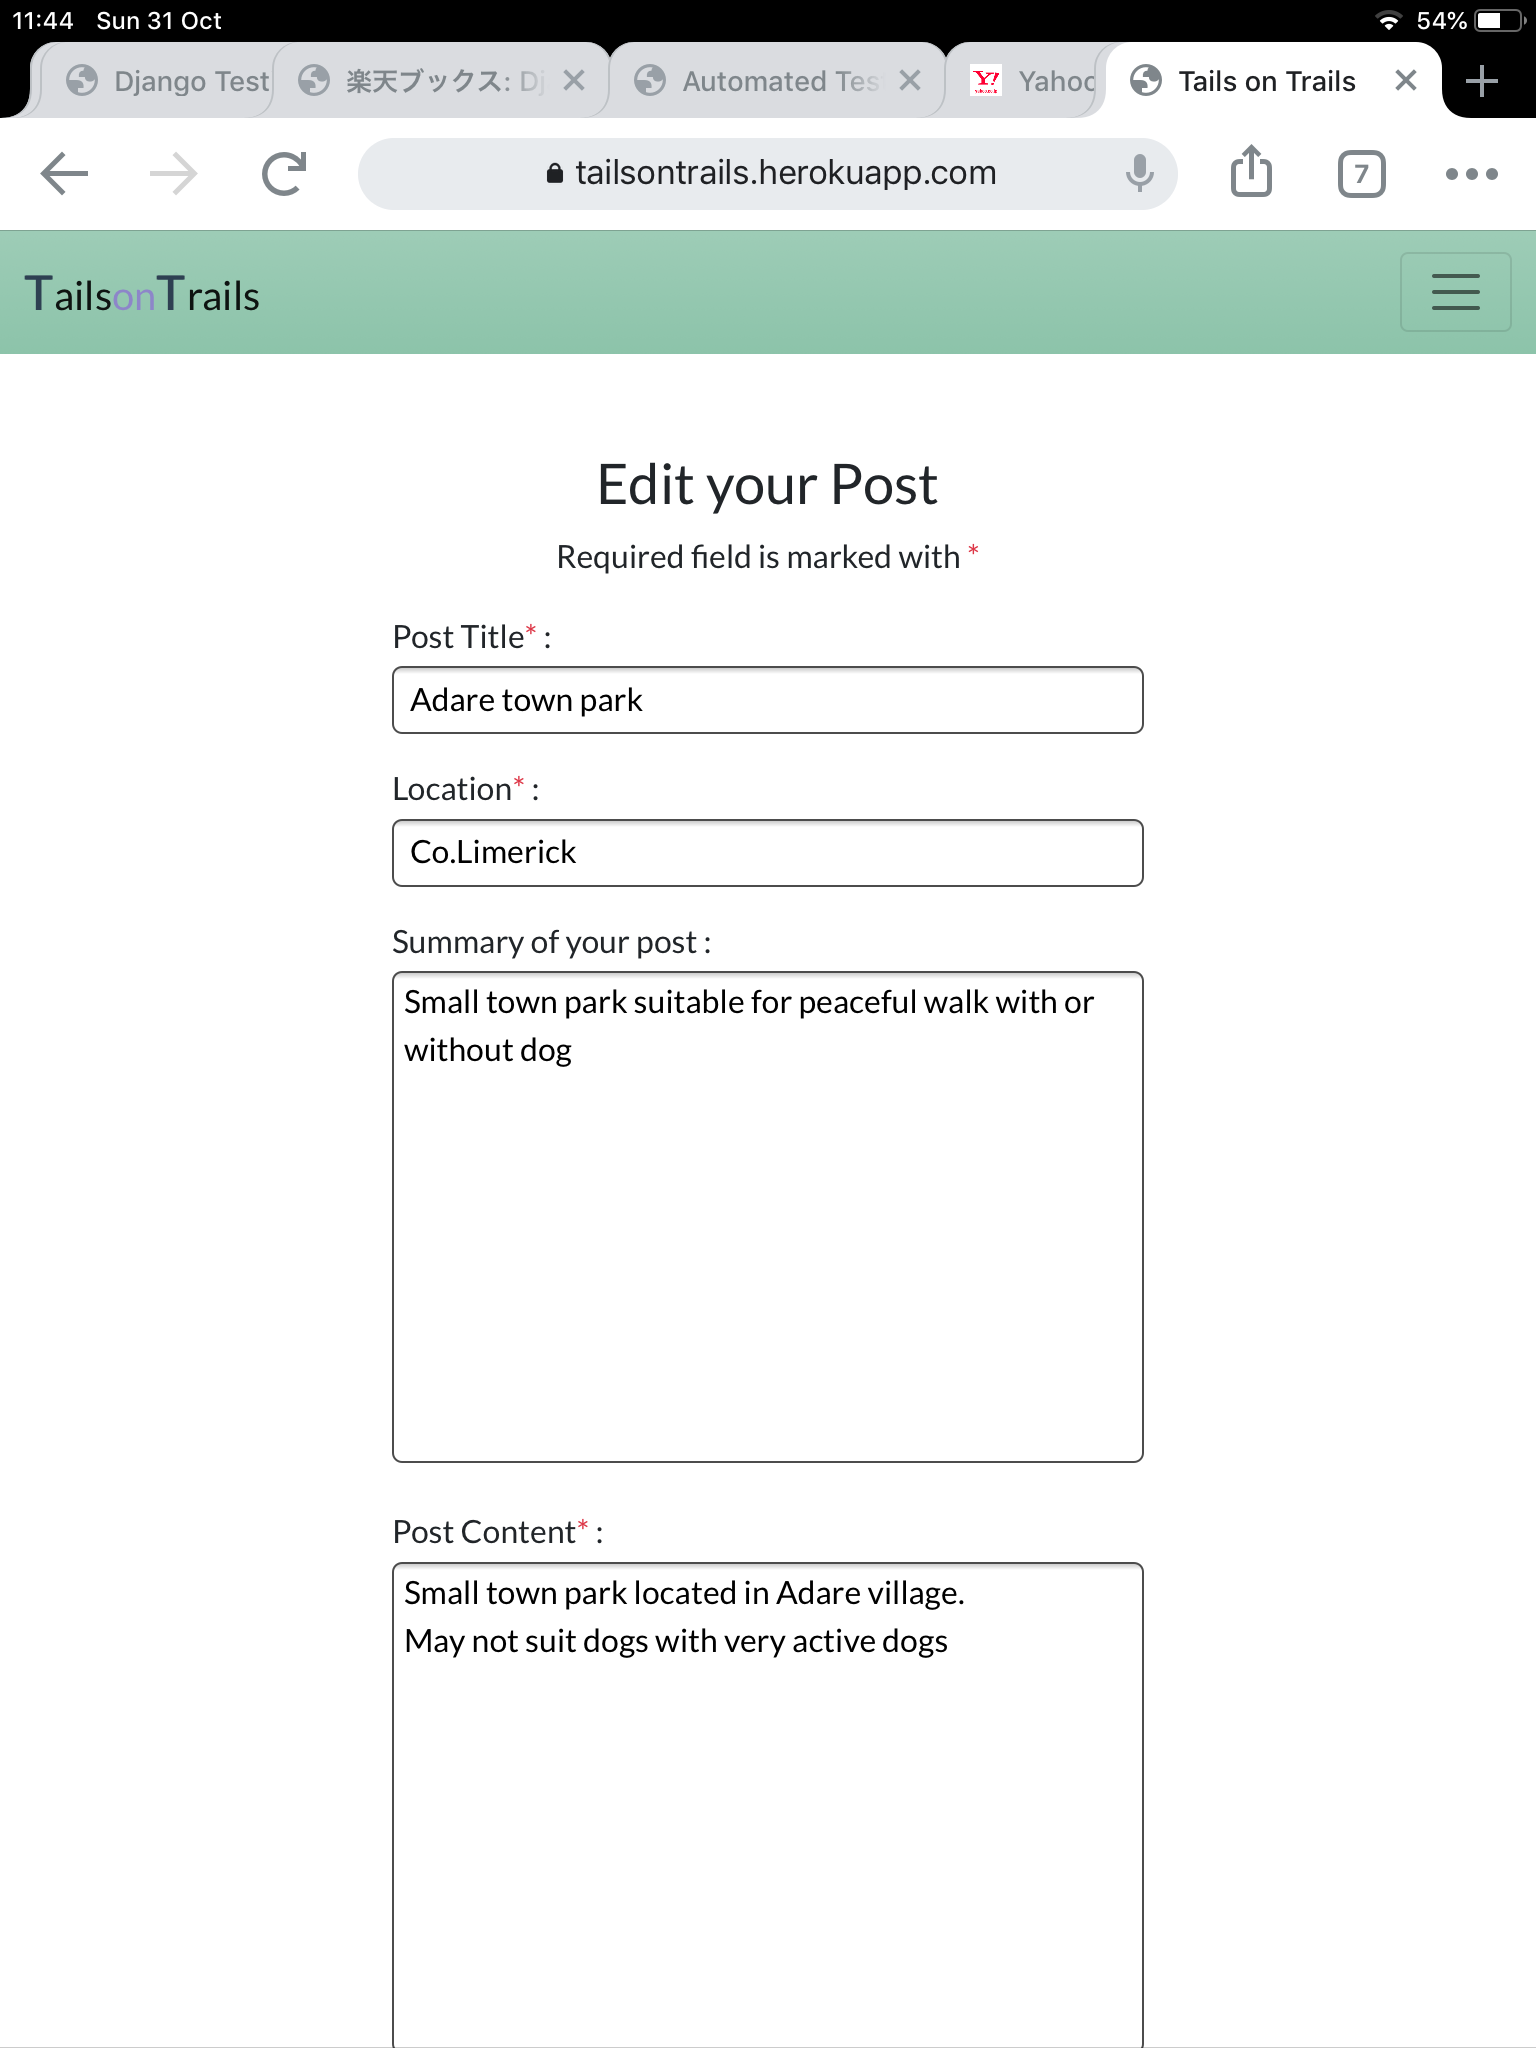 11:44 Sun 31 Oct 54%
Django Test 楽天ブックス: Dj Automated Tes Yahoo Tails on Trails
tailsontrails.herokuapp.com 7
TailsonTrails
Edit your Post
Required field is marked with *
Post Title* :
Adare town park
Location* :
Co.Limerick
Summary of your post :
Small town park suitable for peaceful walk with or
without dog
Post Content* :
Small town park located in Adare village.
May not suit dogs with very active dogs